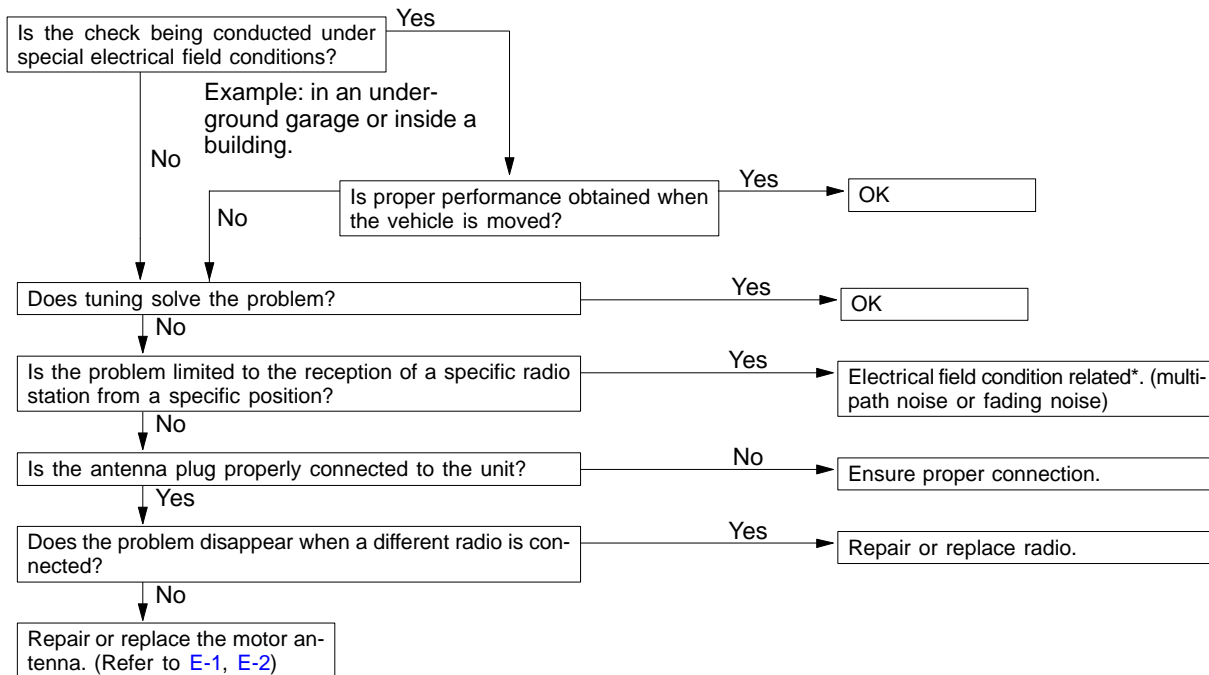 Is the check being conducted under
special electrical field conditions?
Yes
Example: in an under-
ground garage or inside a
building.
No
Is proper performance obtained when
the vehicle is moved?
Yes
OK
No
Does tuning solve the problem?
Yes
OK
No
Is the problem limited to the reception of a specific radio
station from a specific position?
Yes
Electrical field condition related*. (multi-
path noise or fading noise)
No
Is the antenna plug properly connected to the unit?
No
Ensure proper connection.
Yes
Does the problem disappear when a different radio is con-
nected?
Yes
Repair or replace radio.
No
Repair or replace the motor an-
tenna. (Refer to E-1, E-2)